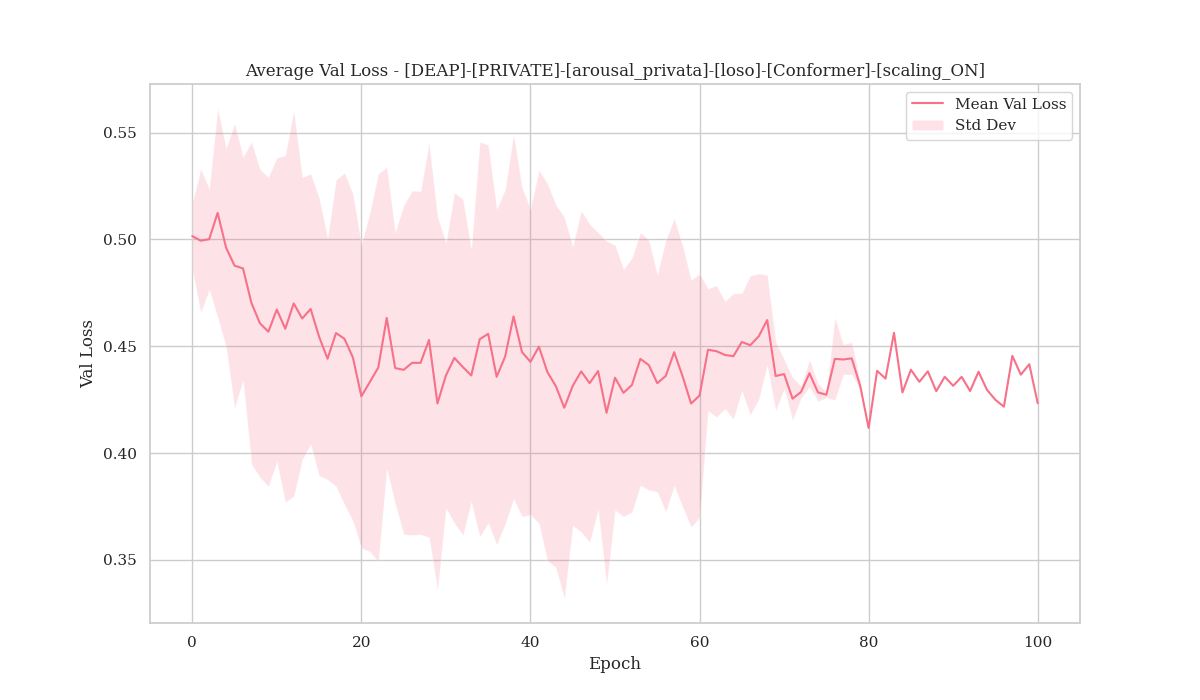 Average Val Loss - [DEAP]-[PRIVATE]-[arousal_privata]-[loso]-[Conformer]-[scaling_ON]
Mean Val Loss
Std Dev
0.55
0.50
0.45
0.40
0.35
Val Loss
0 20 40 60 80 100
Epoch